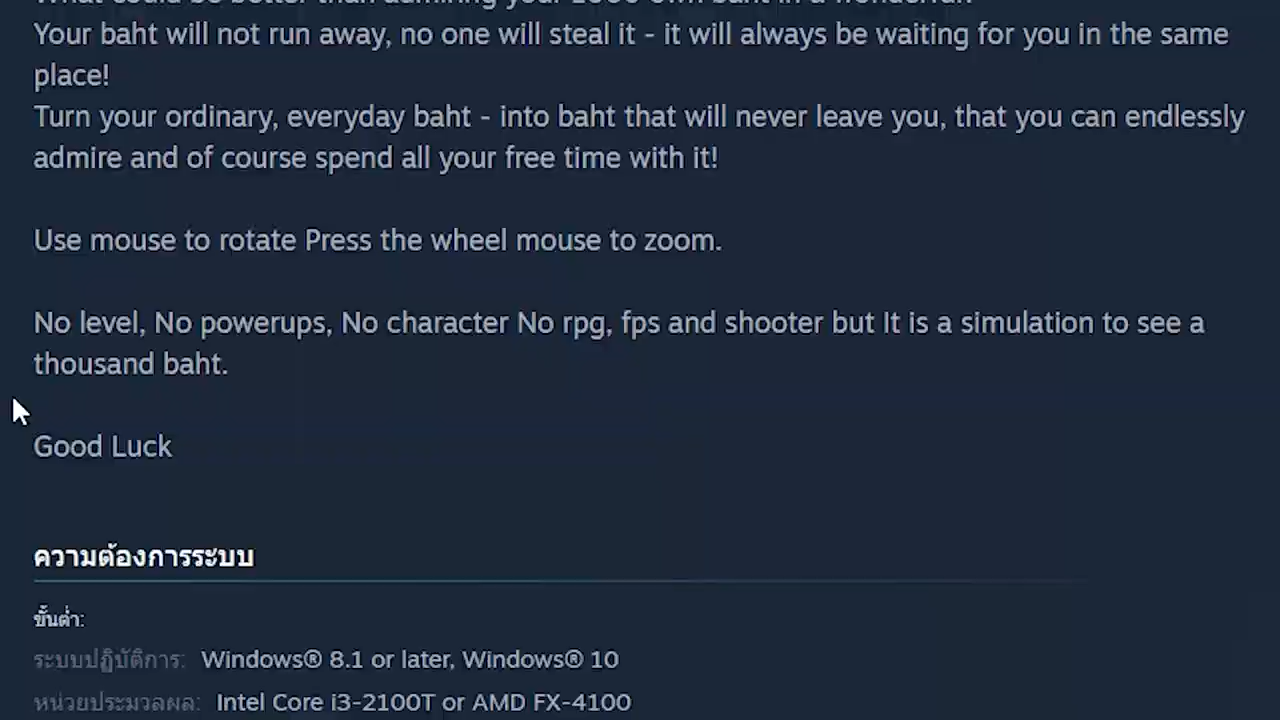 Your baht will not run away, no one will steal it - it will always be waiting for you in the same
place!
Turn your ordinary, everyday baht - into baht that will never leave you, that you can endlessly
admire and of course spend all your free time with it!
Use mouse to rotate Press the wheel mouse to zoom.
No level, No powerups, No character No rpg, fps and shooter but It is a simulation to see a
thousand baht.
Good Luck
ความต้องการระบบ
ขั้นต่ำ:
ระบบปฏิบัติการ: Windows® 8.1 or later, Windows® 10
หน่วยประมวลผล: Intel Core i3-2100T or AMD FX-4100